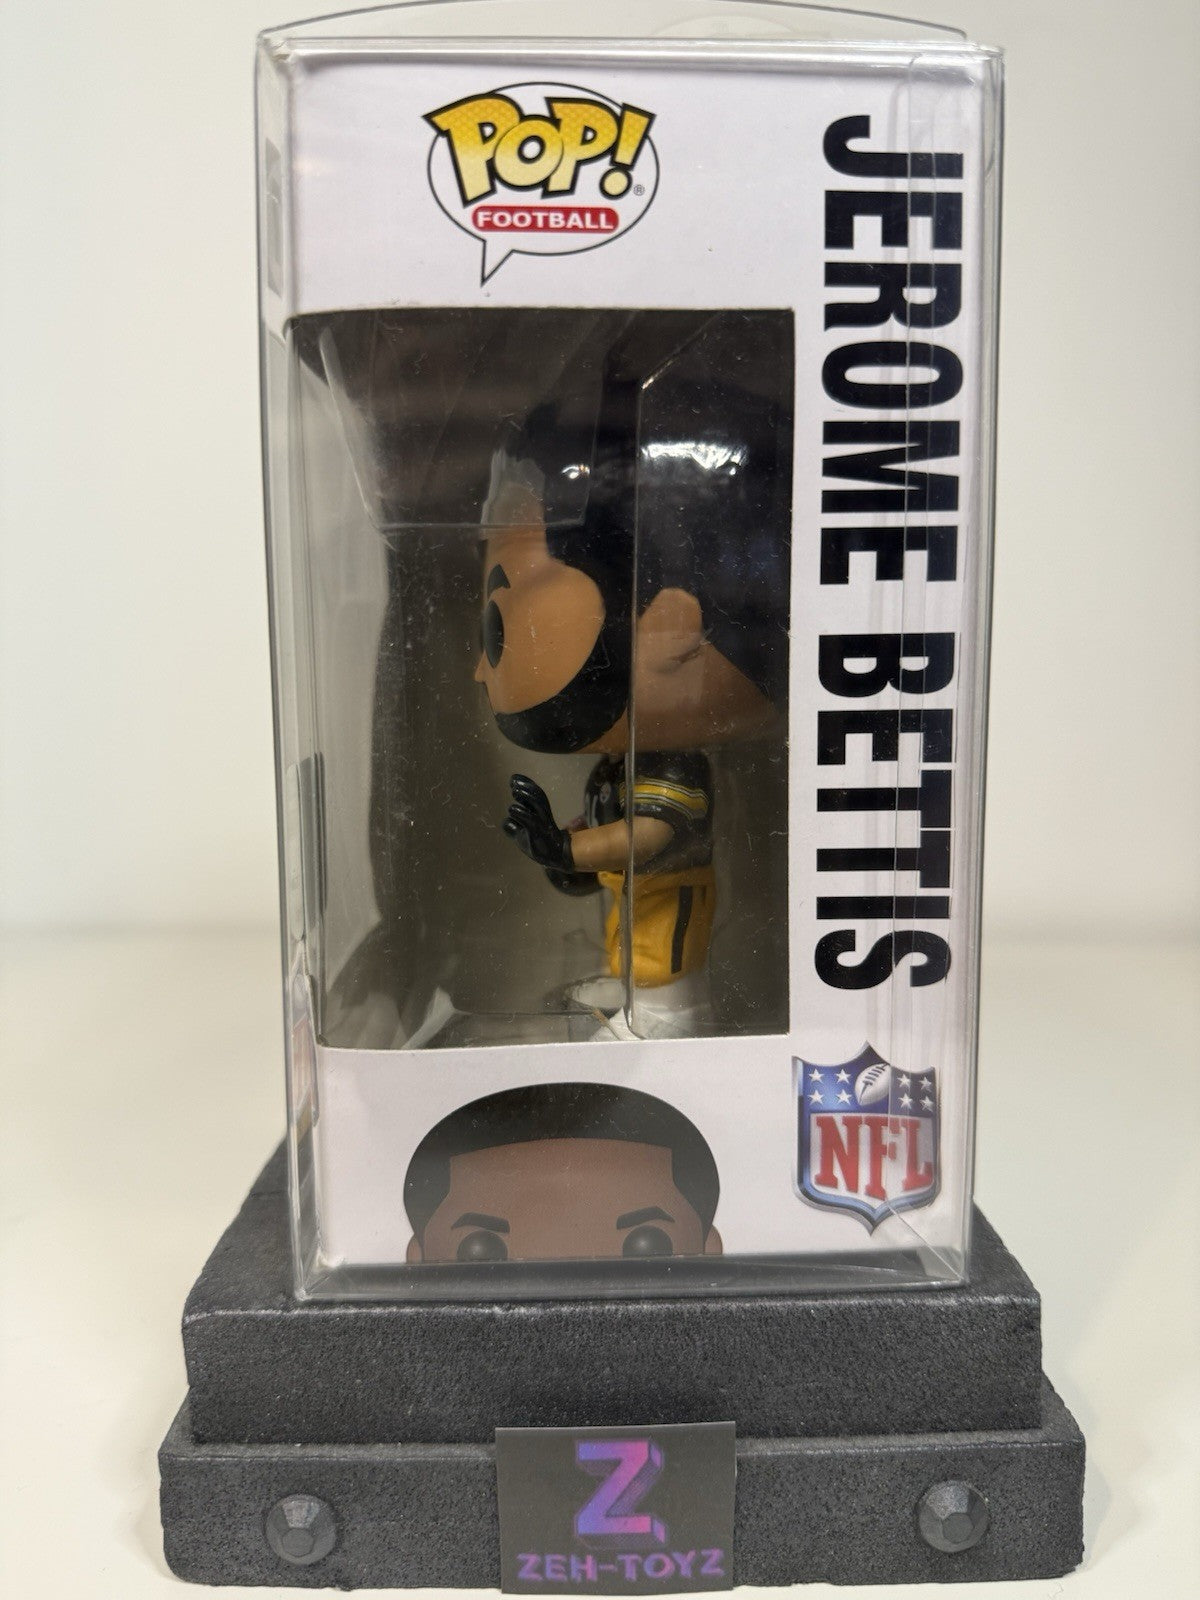 POP!®
FOOTBALL
JEROME BETTIS
NFL
Z
ZEH-TOYZ